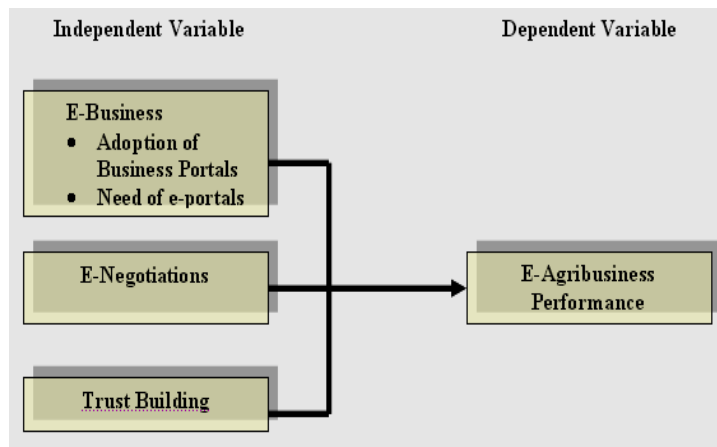 Independent Variable
Dependent Variable
E-Business
• Adoption of
Business Portals
• Need of e-portals
E-Negotiations
E-Agribusiness
Performance
Trust Building